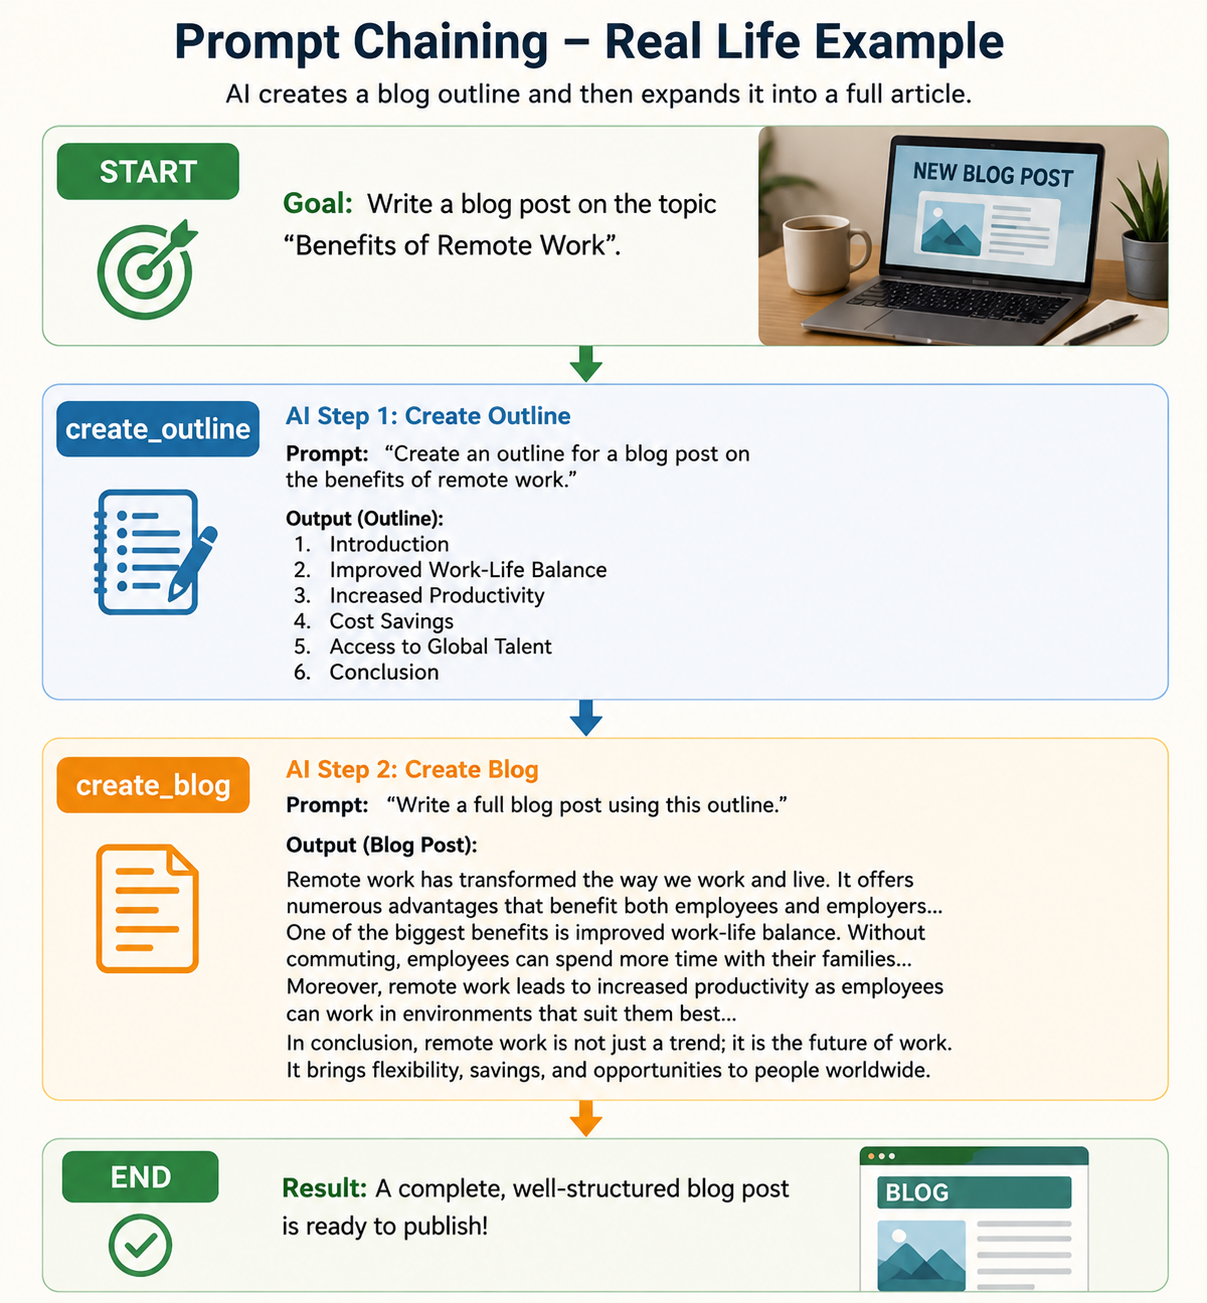 Prompt Chaining – Real Life Example
AI creates a blog outline and then expands it into a full article.
START
Goal: Write a blog post on the topic
“Benefits of Remote Work”.
NEW BLOG POST
create_outline
AI Step 1: Create Outline
Prompt: “Create an outline for a blog post on
the benefits of remote work.”
Output (Outline):
1. Introduction
2. Improved Work-Life Balance
3. Increased Productivity
4. Cost Savings
5. Access to Global Talent
6. Conclusion
create_blog
AI Step 2: Create Blog
Prompt: “Write a full blog post using this outline.”
Output (Blog Post):
Remote work has transformed the way we work and live. It offers
numerous advantages that benefit both employees and employers...
One of the biggest benefits is improved work-life balance. Without
commuting, employees can spend more time with their families...
Moreover, remote work leads to increased productivity as employees
can work in environments that suit them best...
In conclusion, remote work is not just a trend; it is the future of work.
It brings flexibility, savings, and opportunities to people worldwide.
END
Result: A complete, well-structured blog post
is ready to publish!
BLOG